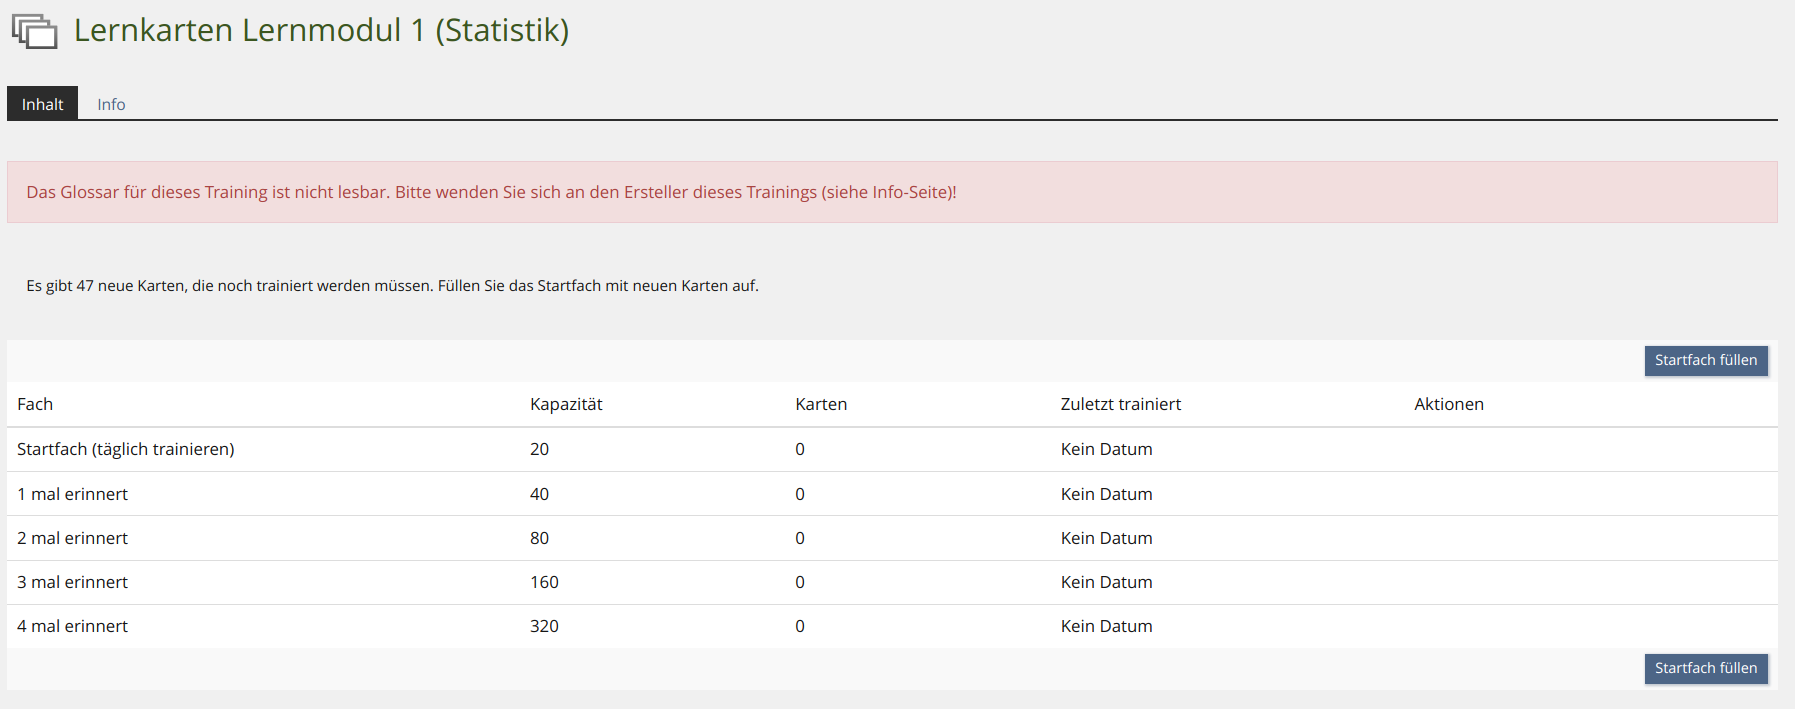 Lernkarten Lernmodul 1 (Statistik)
Inhalt Info
Das Glossar für dieses Training ist nicht lesbar. Bitte wenden Sie sich an den Ersteller dieses Trainings (siehe Info-Seite)!
Es gibt 47 neue Karten, die noch trainiert werden müssen. Füllen Sie das Startfach mit neuen Karten auf.
Startfach füllen
Fach Kapazität Karten Zuletzt trainiert Aktionen
Startfach (täglich trainieren) 20 0 Kein Datum
1 mal erinnert 40 0 Kein Datum
2 mal erinnert 80 0 Kein Datum
3 mal erinnert 160 0 Kein Datum
4 mal erinnert 320 0 Kein Datum
Startfach füllen